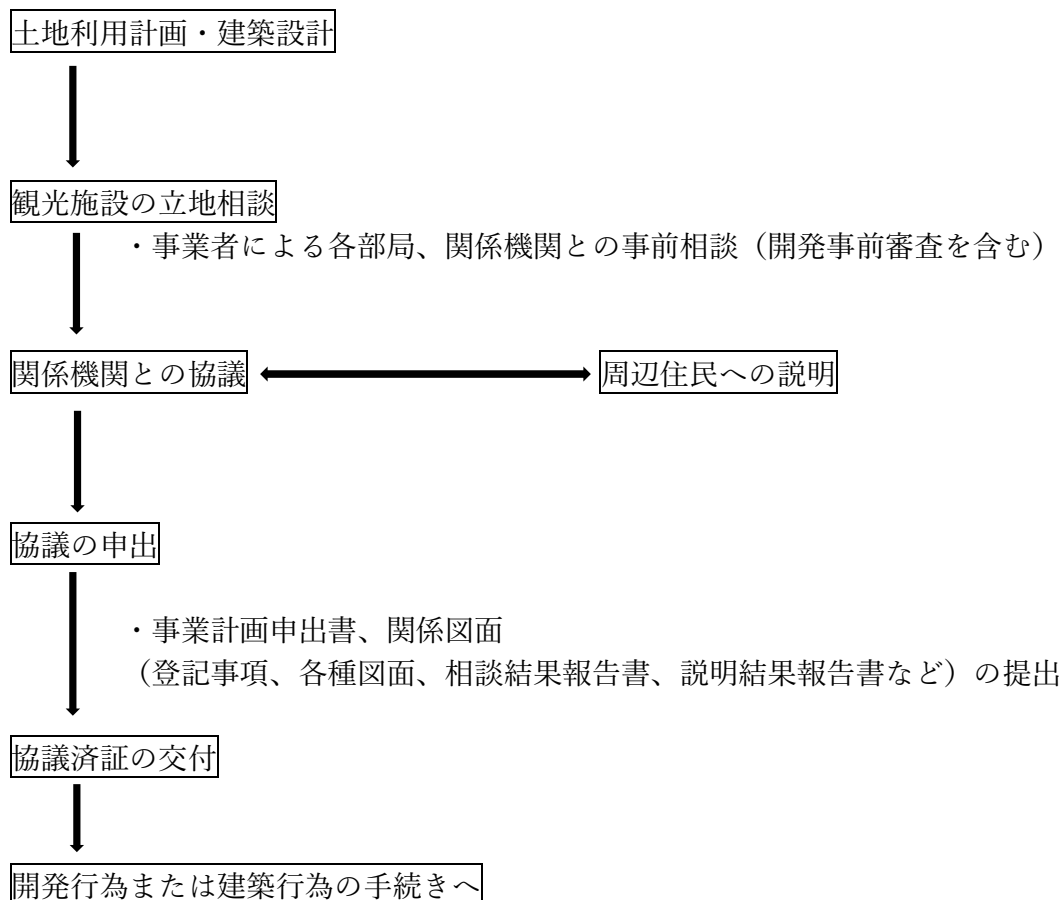 土地利用計画・建築設計
観光施設の立地相談
・事業者による各部局、関係機関との事前相談（開発事前審査を含む）
関係機関との協議
周辺住民への説明
協議の申出
・事業計画申出書、関係図面
（登記事項、各種図面、相談結果報告書、説明結果報告書など）の提出
協議済証の交付
開発行為または建築行為の手続きへ